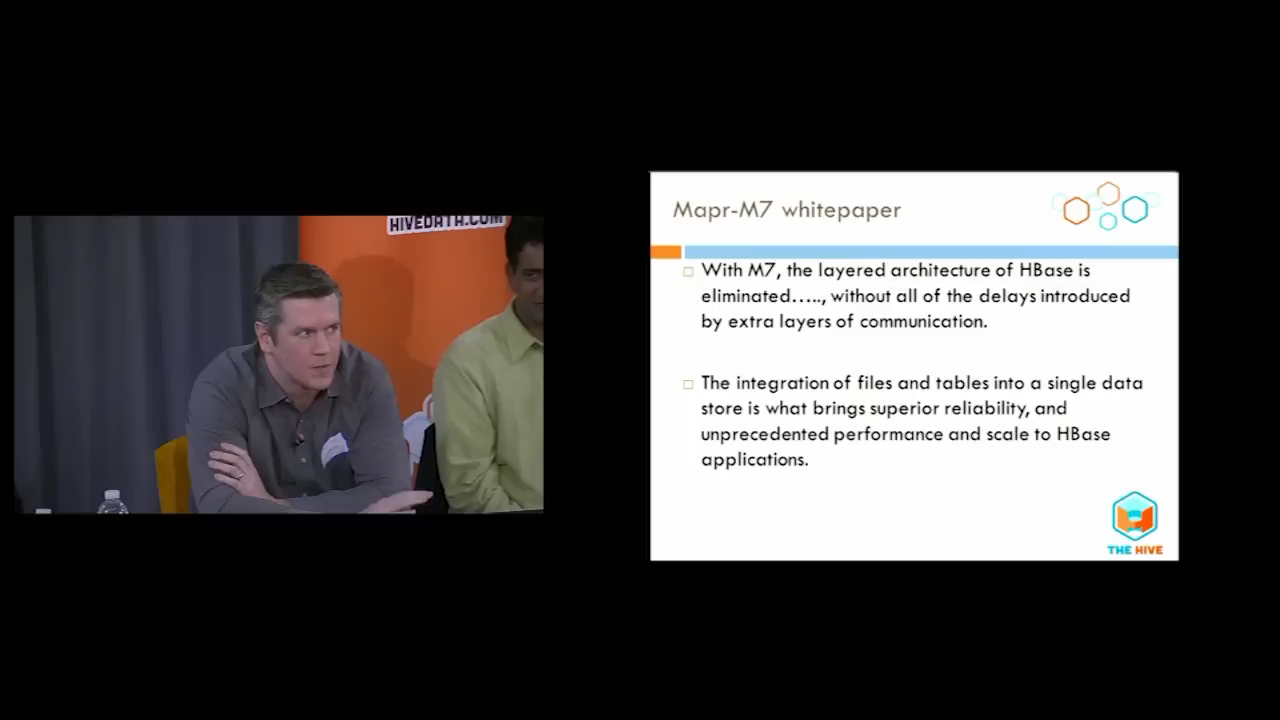 HIVEDATA.COM
Mapr-M7 whitepaper
With M7, the layered architecture of HBase is
eliminated....., without all of the delays introduced
by extra layers of communication.
The integration of files and tables into a single data
store is what brings superior reliability, and
unprecedented performance and scale to HBase
applications.
THE HIVE